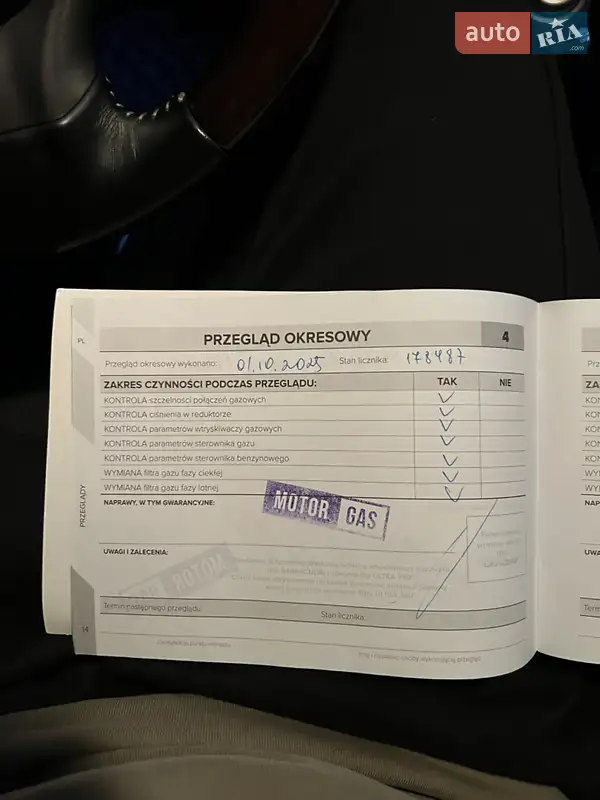 auto RIA .com
PRZEGLĄD OKRESOWY 4
PL
Przegląd okresowy wykonano: 01.10.2025 Stan licznika: 178487
ZAKRES CZYNNOŚCI PODCZAS PRZEGLĄDU: TAK NIE
KONTROLA szczelności połączeń gazowych
KONTROLA ciśnienia w reduktorze
KONTROLA parametrów wtryskiwaczy gazowych
KONTROLA parametrów sterownika gazu
KONTROLA parametrów sterownika benzynowego
WYMIANA filtra gazu fazy ciekłej
WYMIANA filtra gazu fazy lotnej
NAPRAWY, W TYM GWARANCYJNE:
MOTOR GAS
PRZEGLĄDY
UWAGI I ZALECENIA:
Termin następnego przeglądu: Stan licznika:
14